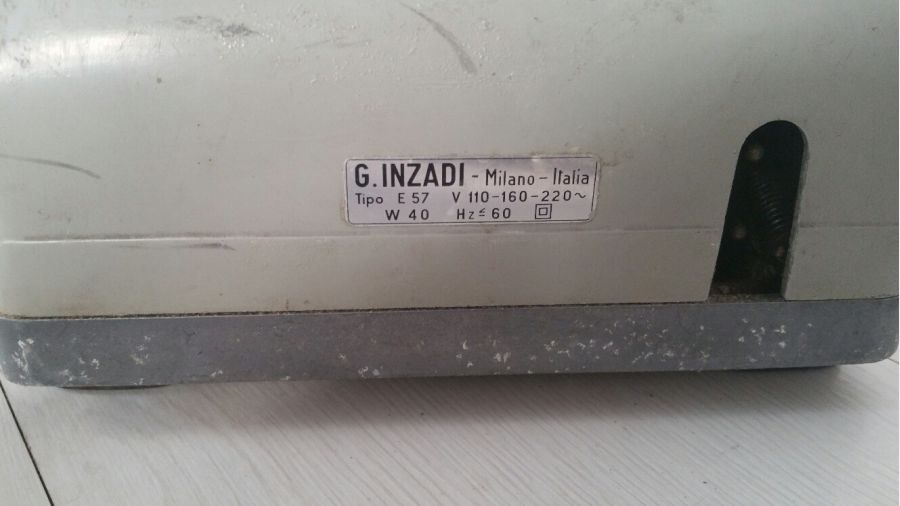 G. INZADI - Milano - Italia
Tipo E 57 V 110-160-220~
W 40 Hz ≤ 60